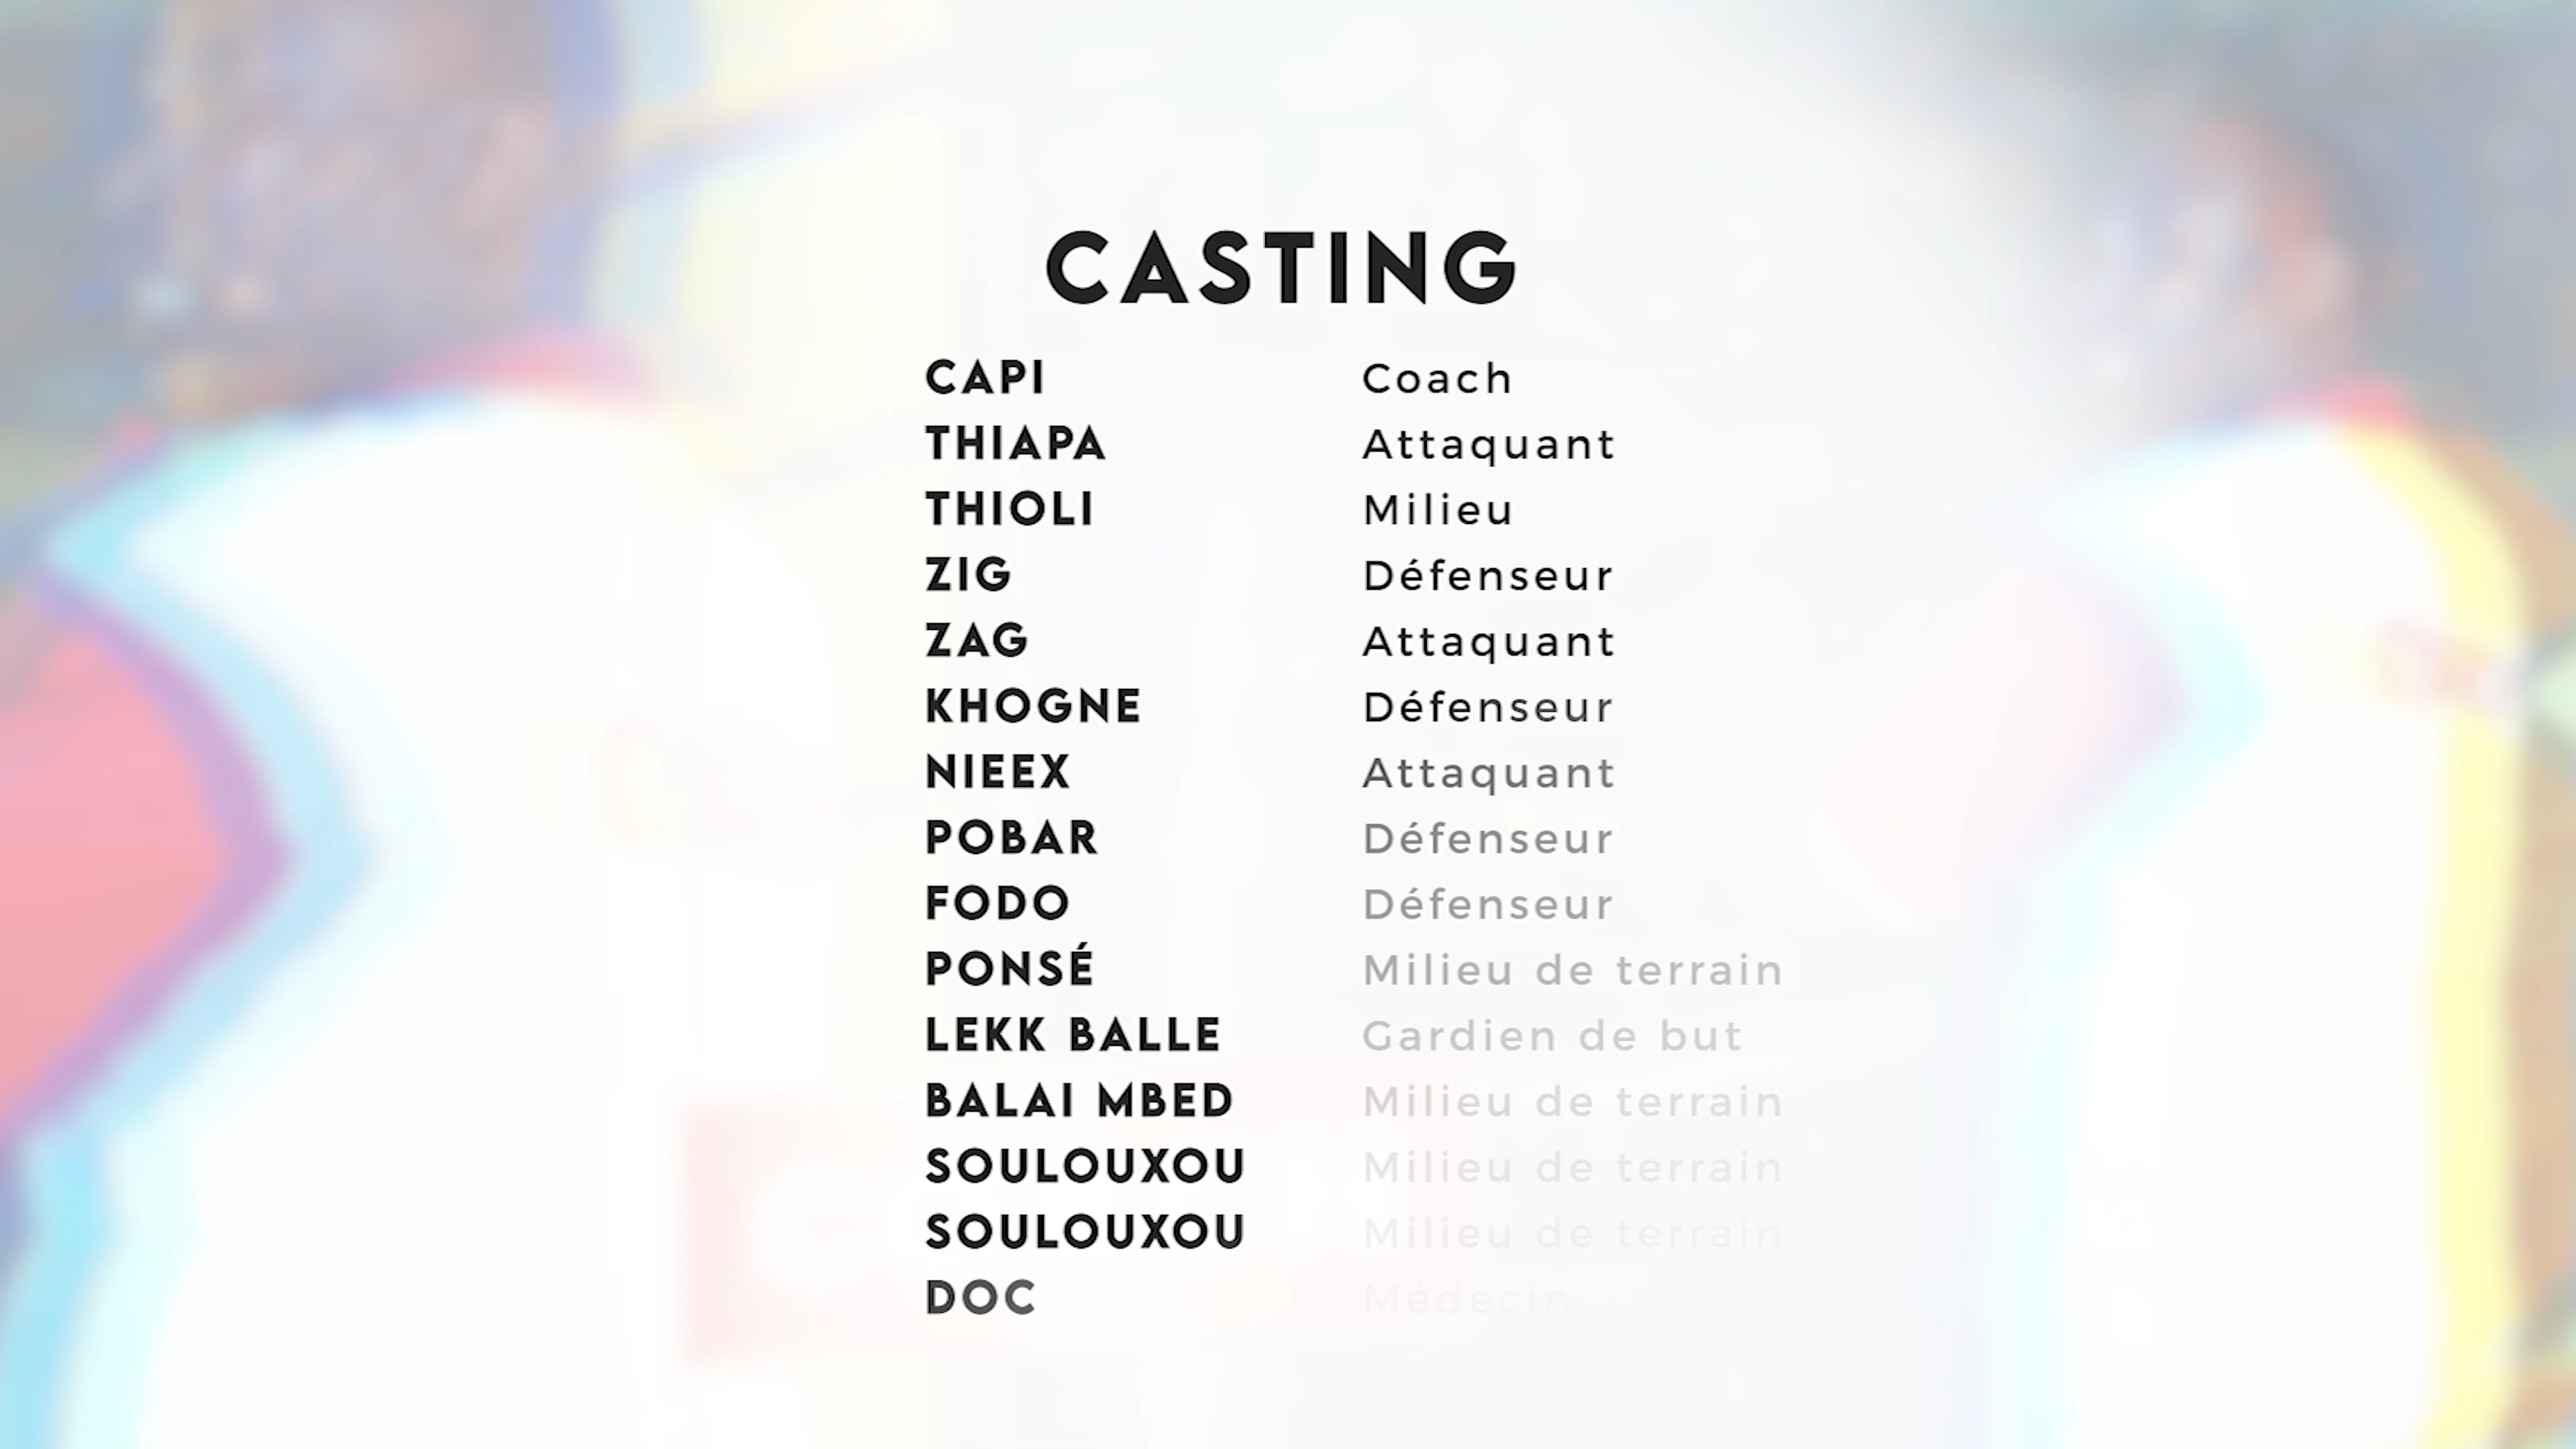 CASTING
CAPI Coach
THIAPA Attaquant
THIOLI Milieu
ZIG Défenseur
ZAG Attaquant
KHOGNE Défenseur
NIEEX Attaquant
POBAR Défenseur
FODO Défenseur
PONSÉ Milieu de terrain
LEKK BALLE Gardien de but
BALAI MBED Milieu de terrain
SOULOUXOU Milieu de terrain
SOULOUXOU Milieu de terrain
DOC Médecin